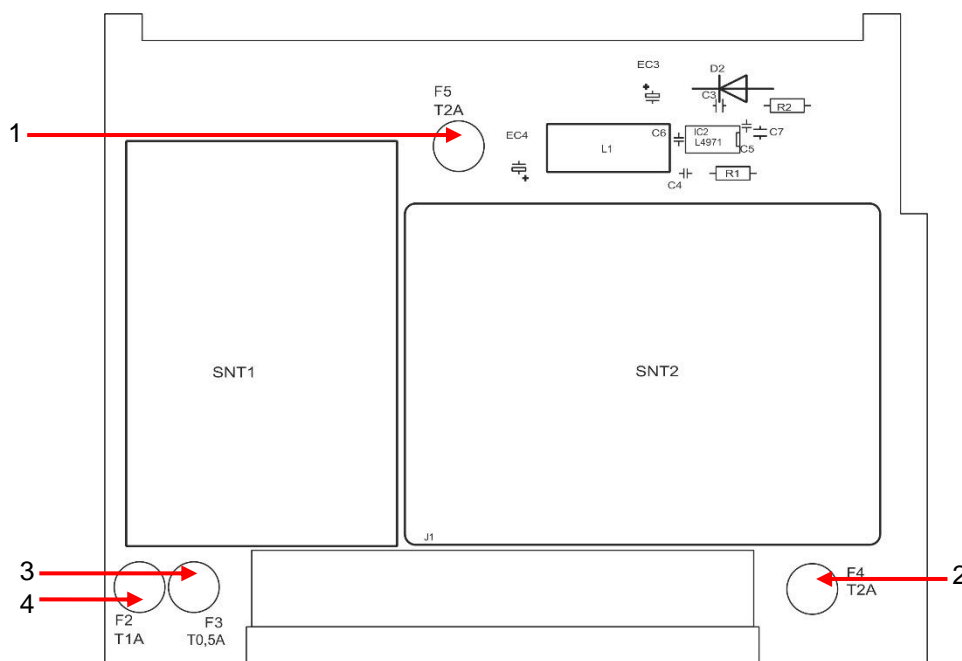 EC3
D2
F5
C3
T2A
R2
1
EC4
C6
IC2
L4971
C7
L1
C5
R1
C4
SNT1
SNT2
J1
3
F4
2
T2A
4
F2
F3
T1A
T0,5A